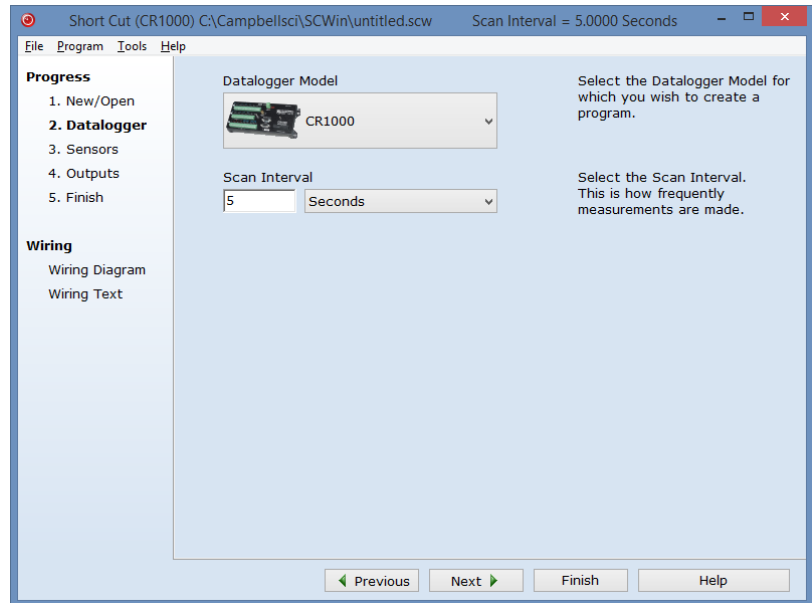 Short Cut (CR1000) C:\Campbellsci\SCWin\untitled.scw Scan Interval = 5.0000 Seconds
File Program Tools Help
Progress
1. New/Open
2. Datalogger
3. Sensors
4. Outputs
5. Finish
Wiring
Wiring Diagram
Wiring Text
Datalogger Model
CR1000
Select the Datalogger Model for
which you wish to create a
program.
Scan Interval
5 Seconds
Select the Scan Interval.
This is how frequently
measurements are made.
Previous Next Finish Help